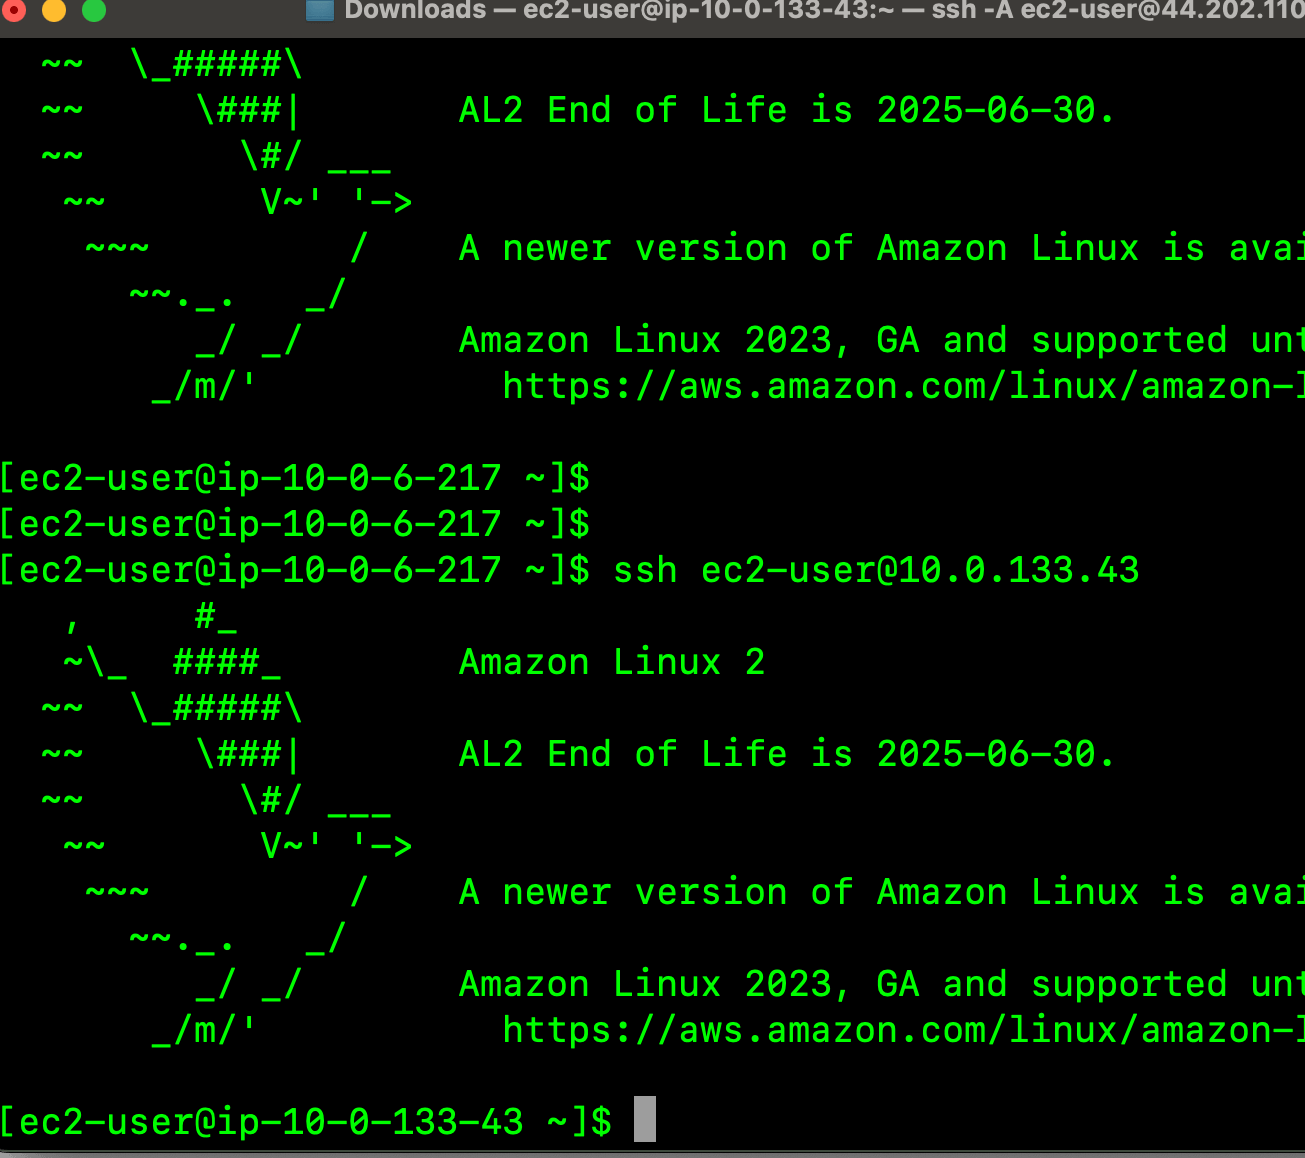 Downloads — ec2-user@ip-10-0-133-43:~ — ssh -A ec2-user@44.202.110
~~  \_#####\
~~     \###|       AL2 End of Life is 2025-06-30.
~~       \#/ ___
~~       V~' '->
~~~         /    A newer version of Amazon Linux is avai
~~._.   _/
_/ _/       Amazon Linux 2023, GA and supported unt
_/m/'           https://aws.amazon.com/linux/amazon-l
[ec2-user@ip-10-0-6-217 ~]$
[ec2-user@ip-10-0-6-217 ~]$
[ec2-user@ip-10-0-6-217 ~]$ ssh ec2-user@10.0.133.43
,     #_
~\_  ####_        Amazon Linux 2
~~  \_#####\
~~     \###|       AL2 End of Life is 2025-06-30.
~~       \#/ ___
~~       V~' '->
~~~         /    A newer version of Amazon Linux is avai
~~._.   _/
_/ _/       Amazon Linux 2023, GA and supported unt
_/m/'           https://aws.amazon.com/linux/amazon-l
[ec2-user@ip-10-0-133-43 ~]$